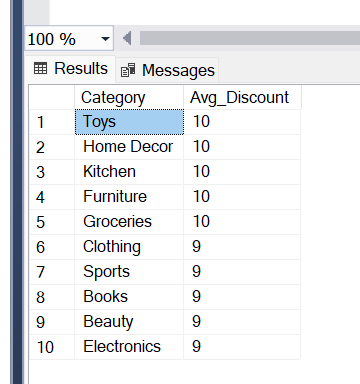 100 %
Results Messages
Category Avg_Discount
1 Toys 10
2 Home Decor 10
3 Kitchen 10
4 Furniture 10
5 Groceries 10
6 Clothing 9
7 Sports 9
8 Books 9
9 Beauty 9
10 Electronics 9